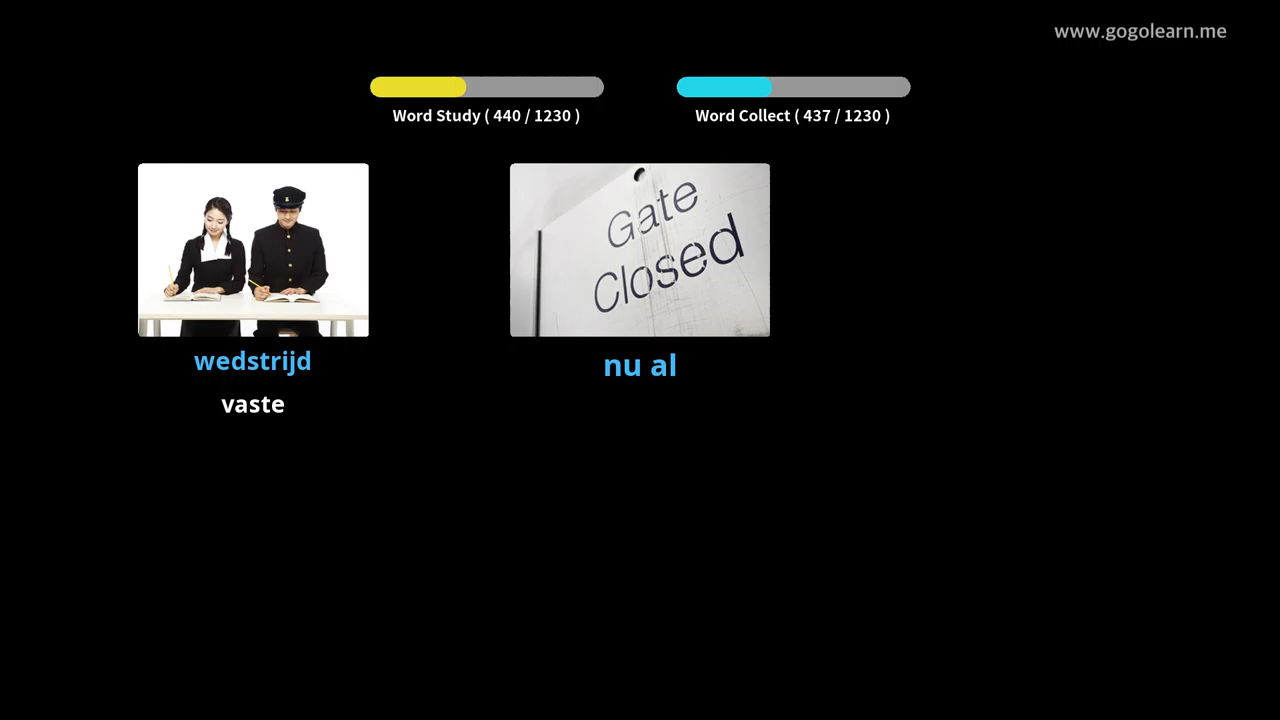 www.gogolearn.me
Word Study ( 440 / 1230 )
Word Collect ( 437 / 1230 )
Gate
Closed
wedstrijd
vaste
nu al